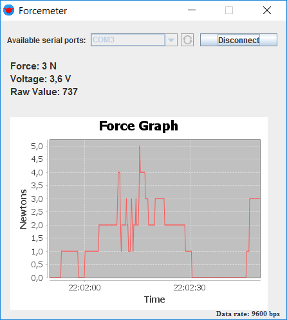 Forcemeter
Available serial ports: COM3 Disconnect
Force: 3 N
Voltage: 3,6 V
Raw Value: 737
Force Graph
Newtons
5,0
4,5
4,0
3,5
3,0
2,5
2,0
1,5
1,0
0,5
0,0
22:02:00 22:02:30
Time
Data rate: 9600 bps